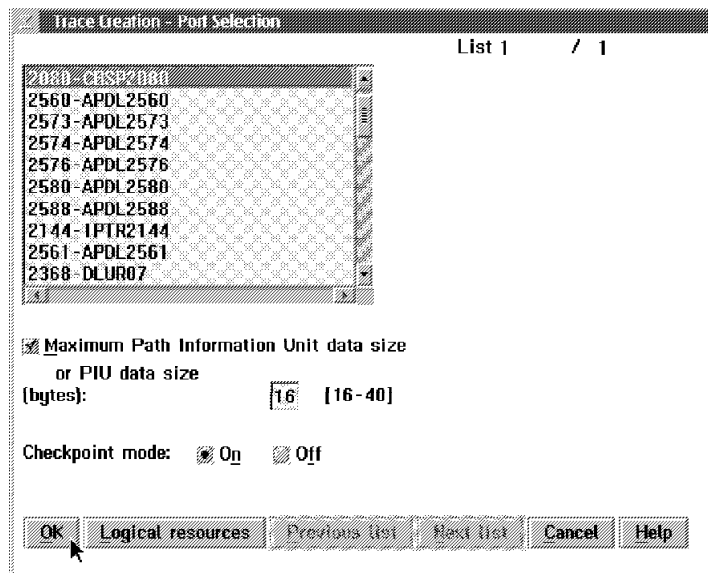 Trace Creation - Port Selection
List 1 / 1
2080-CBSP2080
2560-APDL2560
2573-APDL2573
2574-APDL2574
2576-APDL2576
2580-APDL2580
2588-APDL2588
2144-1PTR2144
2561-APDL2561
2368-DLUR07
Maximum Path Information Unit data size
or PIU data size
(bytes): 16 [16-40]
Checkpoint mode: On Off
OK Logical resources Previous list Next list Cancel Help